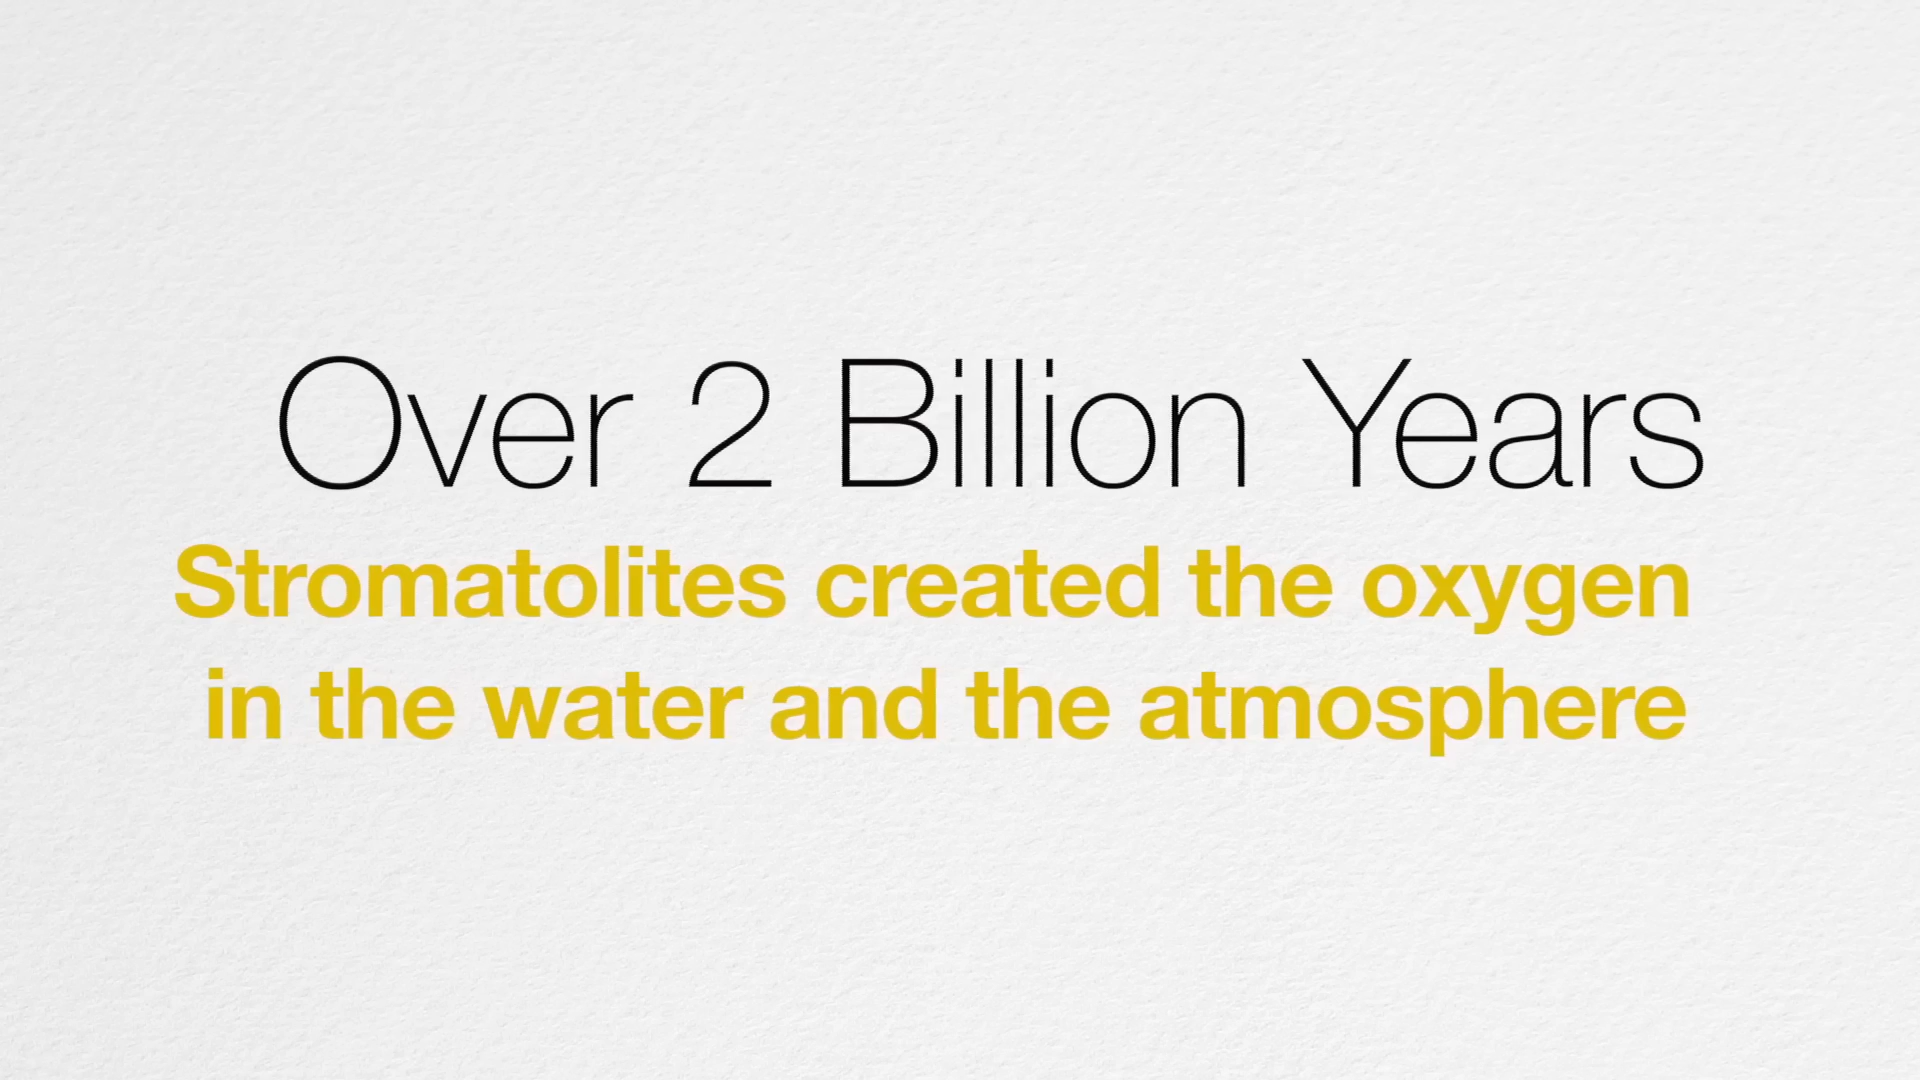 Over 2 Billion Years
Stromatolites created the oxygen
in the water and the atmosphere